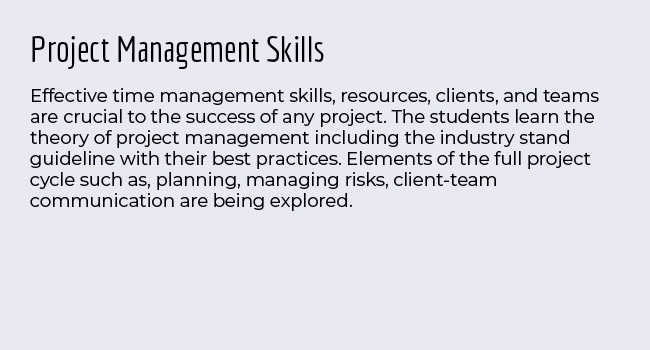 Project Management Skills
Effective time management skills, resources, clients, and teams
are crucial to the success of any project. The students learn the
theory of project management including the industry stand
guideline with their best practices. Elements of the full project
cycle such as, planning, managing risks, client-team
communication are being explored.